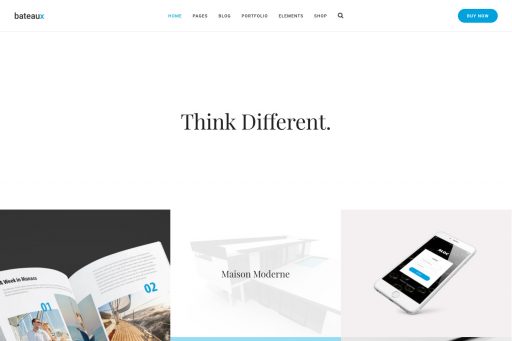 bateaux
HOME PAGES BLOG PORTFOLIO ELEMENTS SHOP
BUY NOW
Think Different.
A Week in Monaco
01
02
Maison Moderne